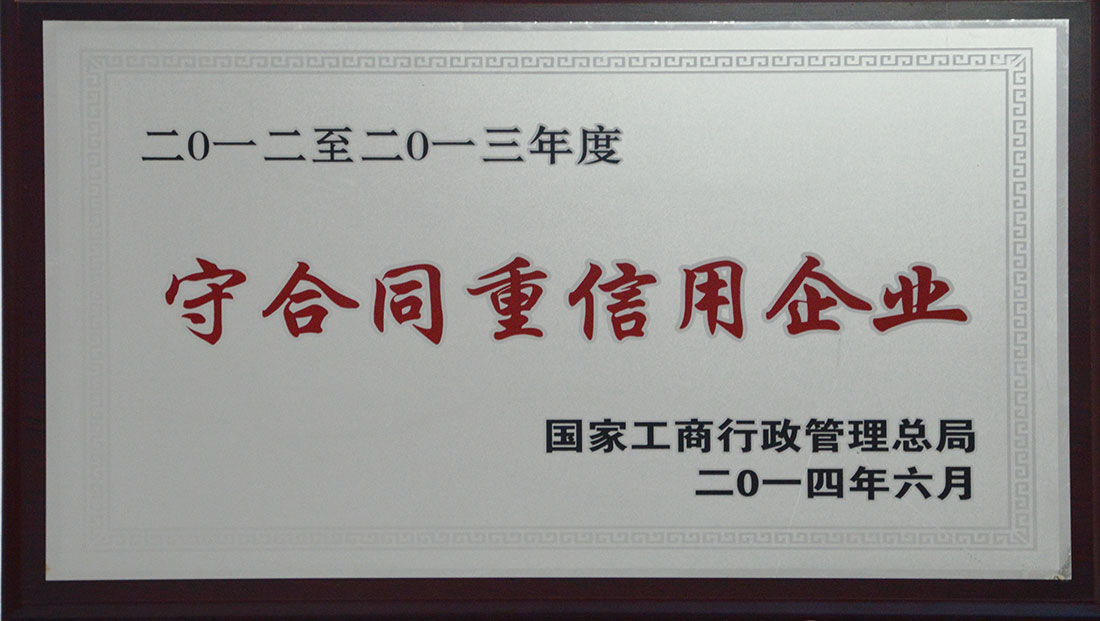 二0一二至二0一三年度
守合同重信用企业
国家工商行政管理总局
二0一四年六月